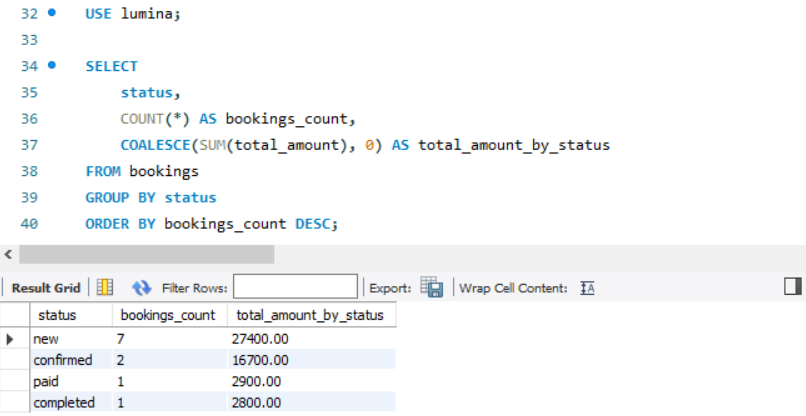 32 USE lumina;
33
34 SELECT
35 status,
36 COUNT(*) AS bookings_count,
37 COALESCE(SUM(total_amount), 0) AS total_amount_by_status
38 FROM bookings
39 GROUP BY status
40 ORDER BY bookings_count DESC;
Result Grid Filter Rows: Export: Wrap Cell Content: IA
status bookings_count total_amount_by_status
new 7 27400.00
confirmed 2 16700.00
paid 1 2900.00
completed 1 2800.00